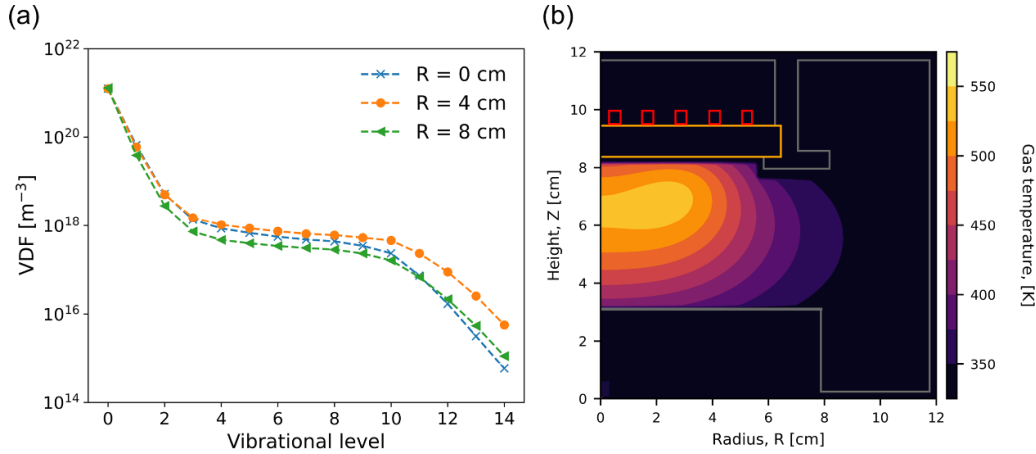 (a)
10^22
10^20
10^18
10^16
10^14
VDF [m⁻³]
0 2 4 6 8 10 12 14
Vibrational level
R = 0 cm
R = 4 cm
R = 8 cm
(b)
12
10
8
6
4
2
0
Height, Z [cm]
0 2 4 6 8 10 12
Radius, R [cm]
550
500
450
400
350
Gas temperature, [K]